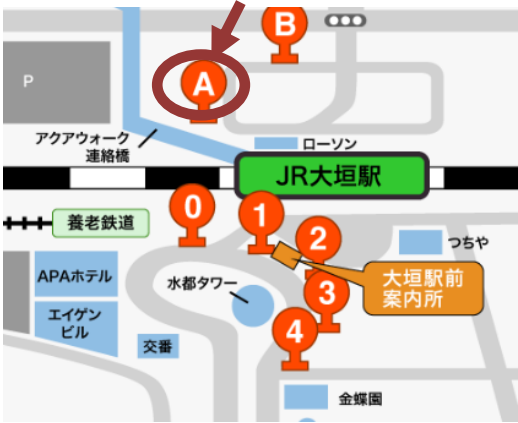 B
P
A
アクアウォーク
連絡橋
ローソン
JR大垣駅
0
1
養老鉄道
2
つちや
APAホテル
水都タワー
大垣駅前
案内所
3
エイゲン
ビル
4
交番
金蝶園